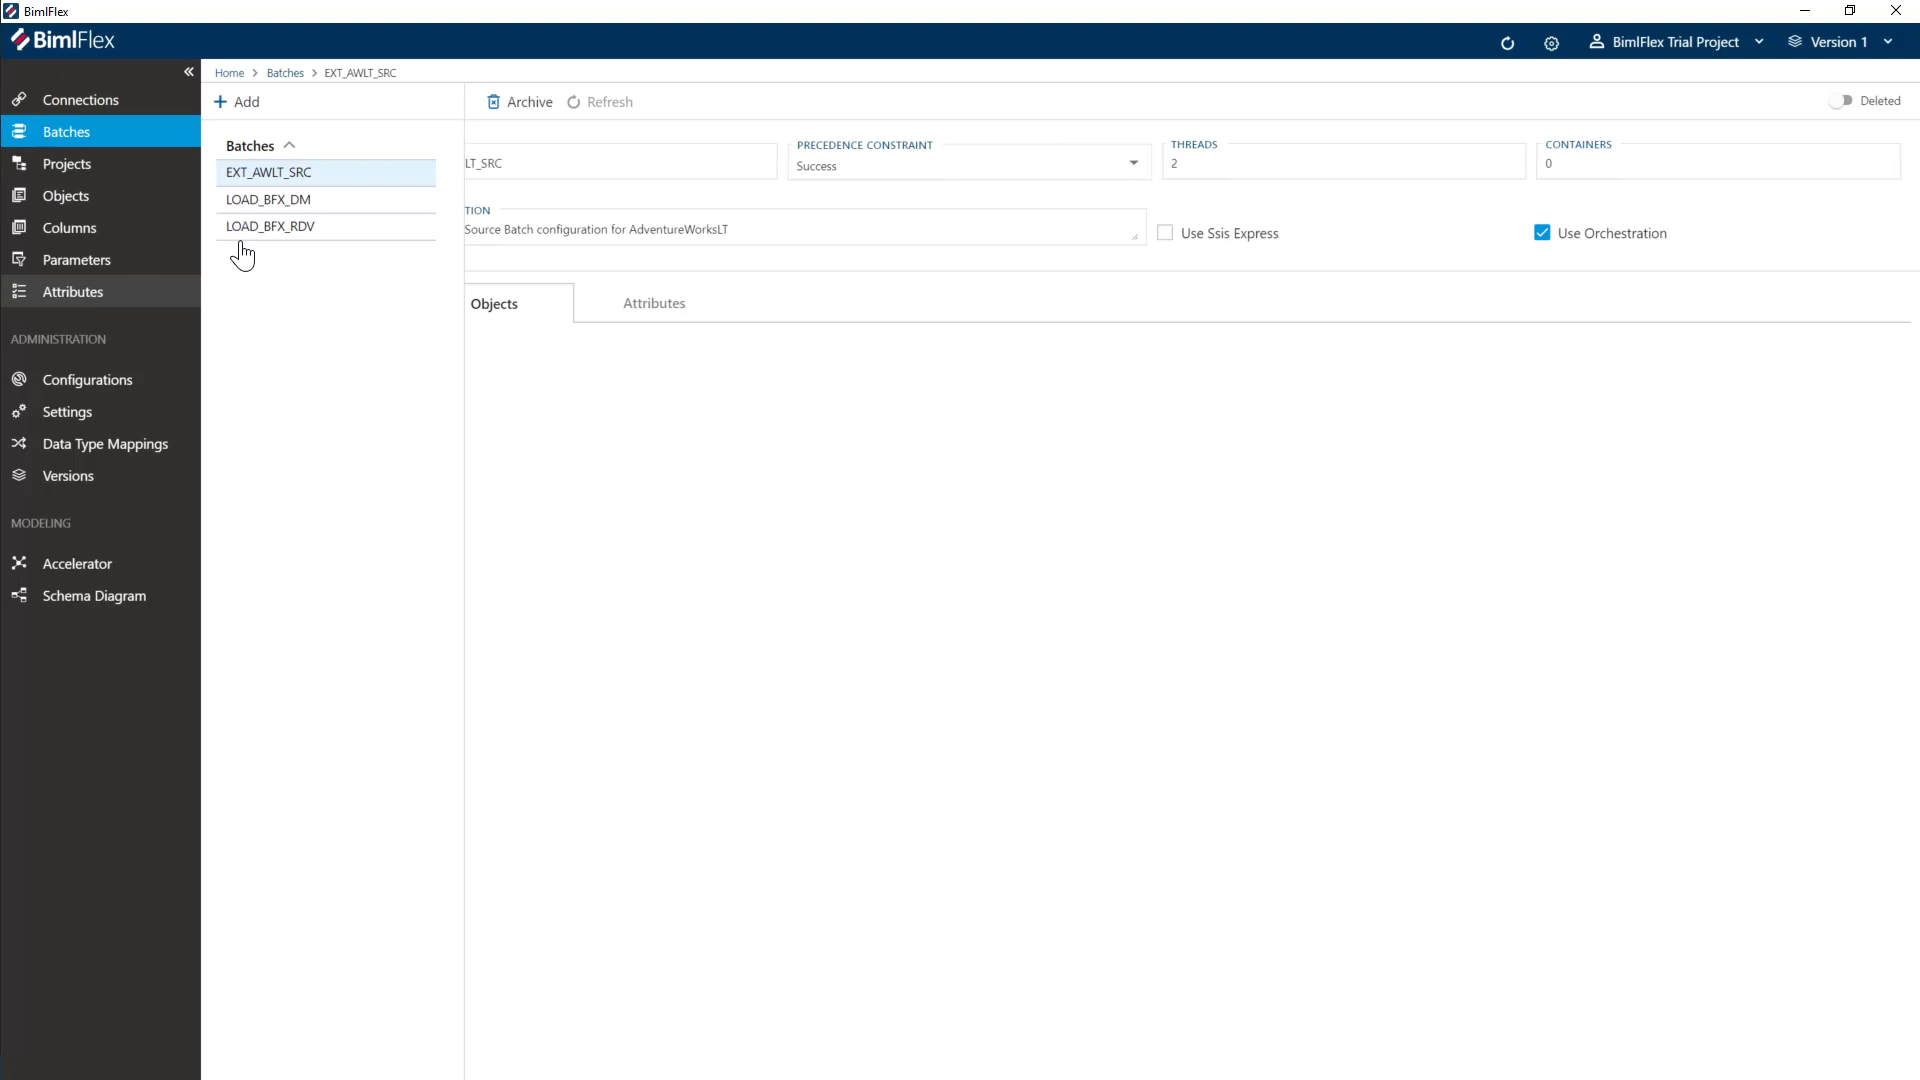 BimlFlex
BimlFlex
BimlFlex Trial Project
Version 1
Home > Batches > EXT_AWLT_SRC
Connections
Batches
Projects
Objects
Columns
Parameters
Attributes
ADMINISTRATION
Configurations
Settings
Data Type Mappings
Versions
MODELING
Accelerator
Schema Diagram
+ Add
Batches
EXT_AWLT_SRC
LOAD_BFX_DM
LOAD_BFX_RDV
Archive Refresh
Deleted
LT_SRC
PRECEDENCE CONSTRAINT
Success
THREADS
2
CONTAINERS
0
TION
Source Batch configuration for AdventureWorksLT
Use Ssis Express
Use Orchestration
Objects
Attributes